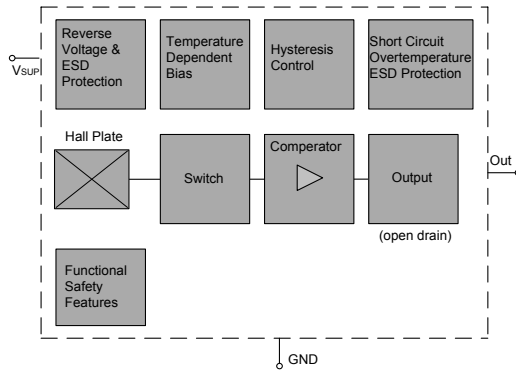 Reverse
Voltage &
ESD
Protection
Temperature
Dependent
Bias
Hysteresis
Control
Short Circuit
Overtemperature
ESD Protection
VSUP
Hall Plate
Switch
Comperator
Output
Out
(open drain)
Functional
Safety
Features
GND